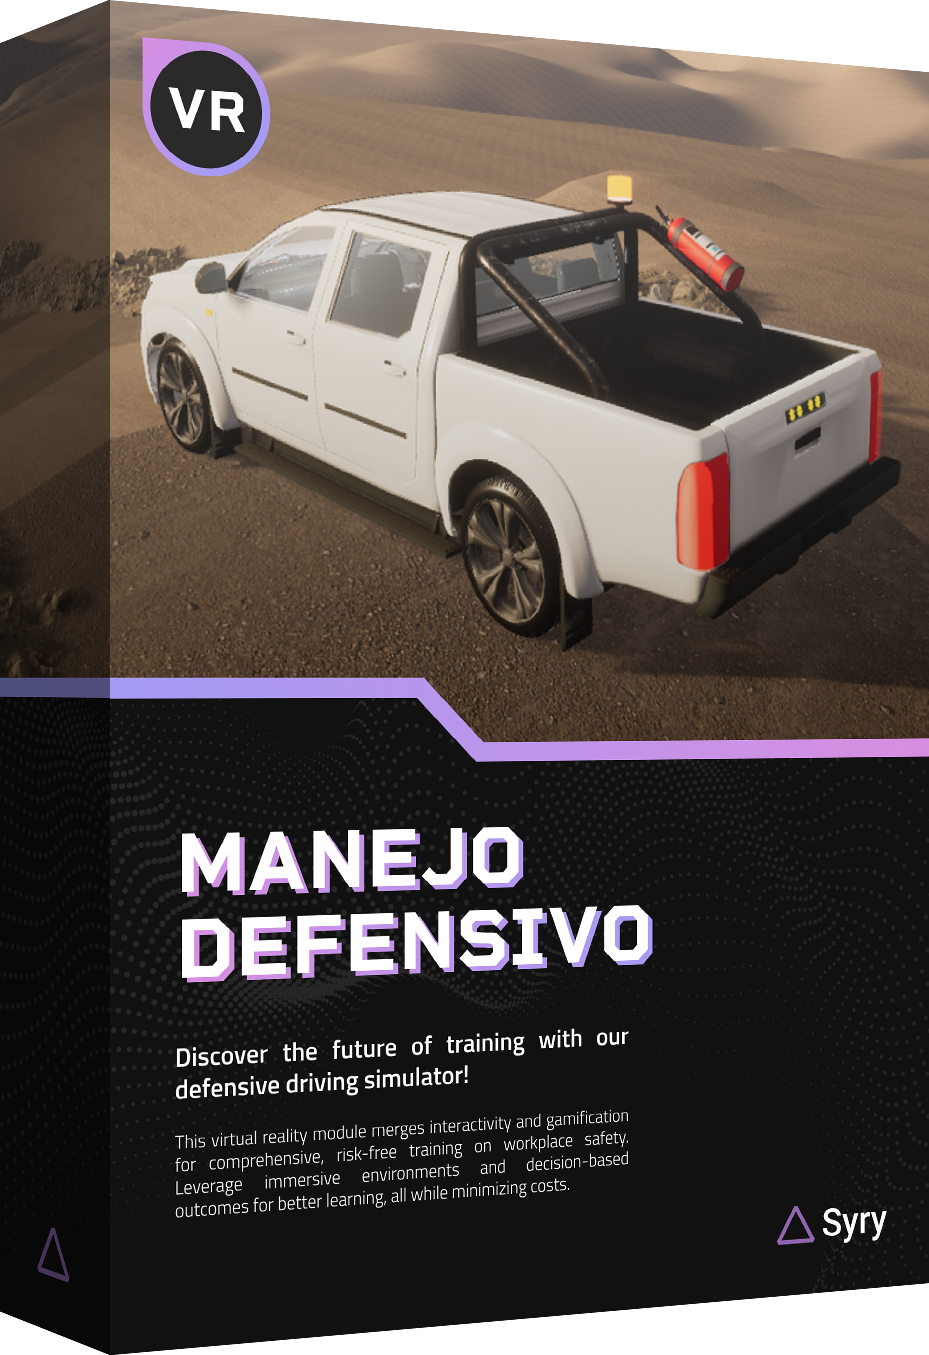 VR
MANEJO
DEFENSIVO
Discover the future of training with our
defensive driving simulator!
This virtual reality module merges interactivity and gamification
for comprehensive, risk-free training on workplace safety.
Leverage immersive environments and decision-based
outcomes for better learning, all while minimizing costs.
Syry